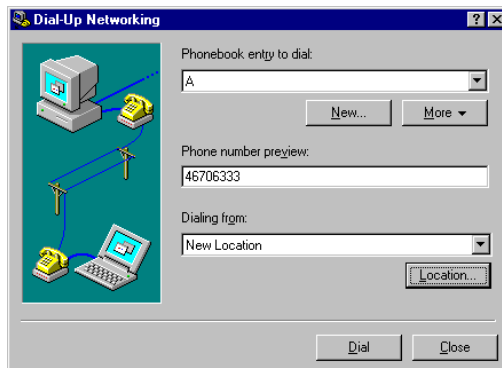 Dial-Up Networking
Phonebook entry to dial:
A
New... More
Phone number preview:
46706333
Dialing from:
New Location
Location...
Dial Close